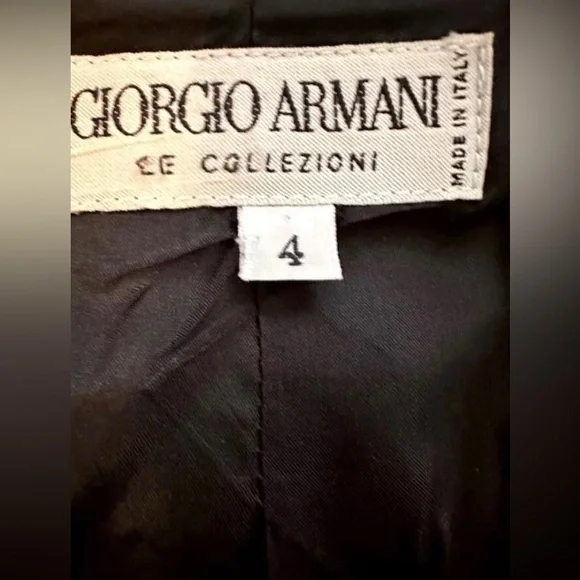 GIORGIO ARMANI
LE COLLEZIONI
MADE IN ITALY
4